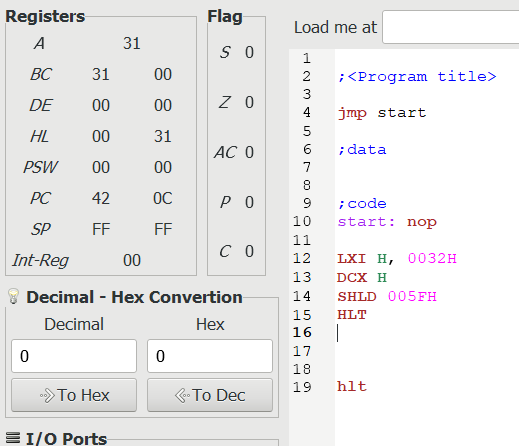 Registers
A 31
BC 31 00
DE 00 00
HL 00 31
PSW 00 00
PC 42 0C
SP FF FF
Int-Reg 00
Flag
S 0
Z 0
AC 0
P 0
C 0
Decimal - Hex Convertion
Decimal Hex
0 0
To Hex To Dec
I/O Ports
Load me at
1
2 ;<Program title>
3
4 jmp start
5
6 ;data
7
8
9 ;code
10 start: nop
11
12 LXI H, 0032H
13 DCX H
14 SHLD 005FH
15 HLT
16
17
18
19 hlt